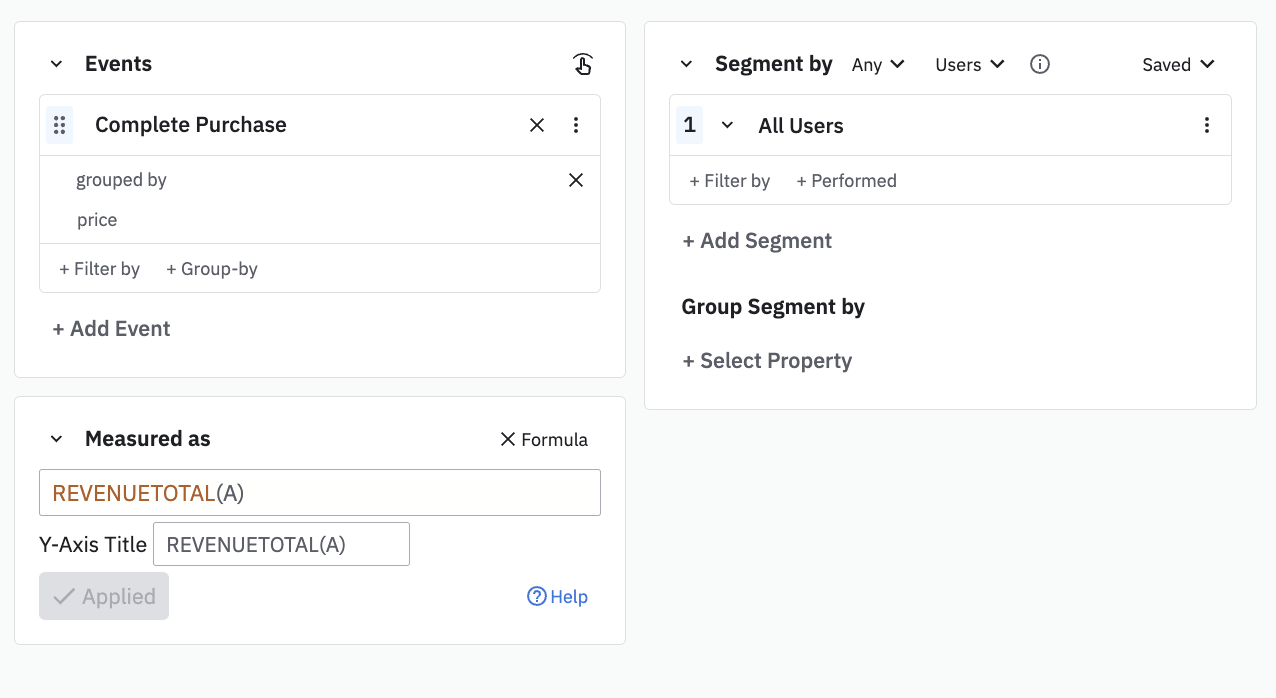 Events
Complete Purchase
grouped by
price
+ Filter by + Group-by
+ Add Event
Measured as Formula
REVENUETOTAL(A)
Y-Axis Title REVENUETOTAL(A)
Applied Help
Segment by Any Users Saved
1 All Users
+ Filter by + Performed
+ Add Segment
Group Segment by
+ Select Property